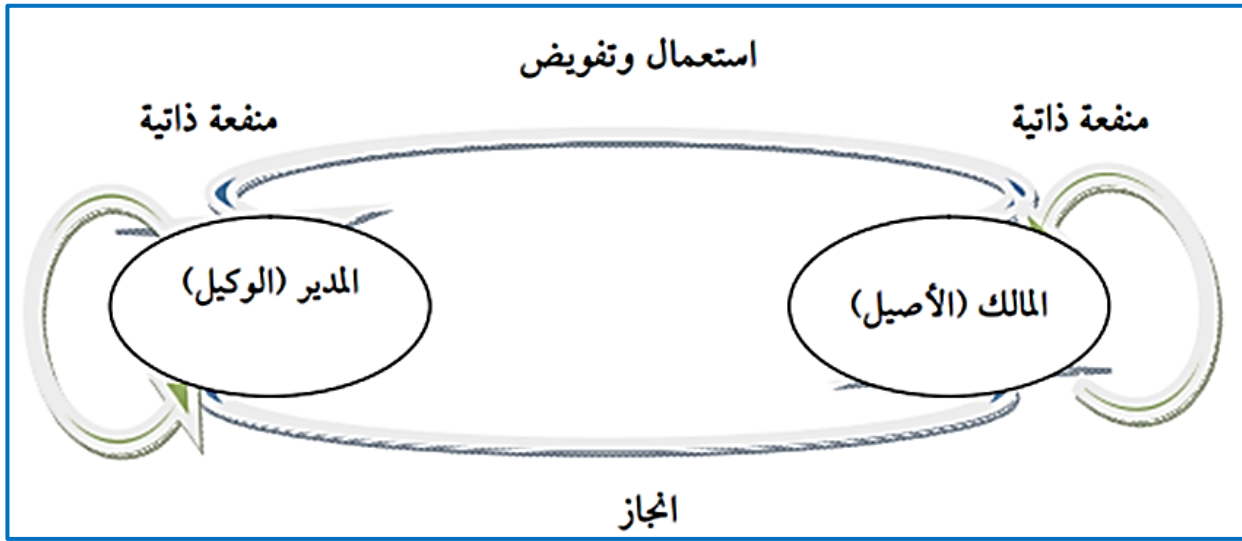 استعمال وتفويض
منفعة ذاتية
منفعة ذاتية
المالك (الأصيل)
المدير (الوكيل)
انجاز